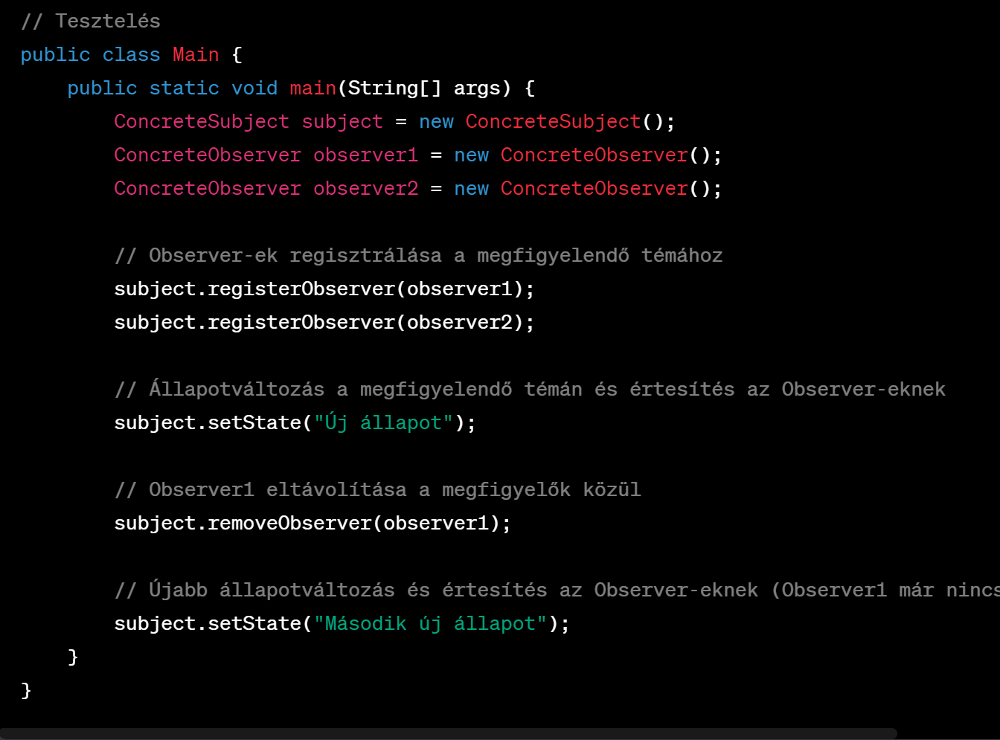 // Tesztelés
public class Main {
    public static void main(String[] args) {
        ConcreteSubject subject = new ConcreteSubject();
        ConcreteObserver observer1 = new ConcreteObserver();
        ConcreteObserver observer2 = new ConcreteObserver();

        // Observer-ek regisztrálása a megfigyelendő témához
        subject.registerObserver(observer1);
        subject.registerObserver(observer2);

        // Állapotváltozás a megfigyelendő témán és értesítés az Observer-eknek
        subject.setState("Új állapot");

        // Observer1 eltávolítása a megfigyelők közül
        subject.removeObserver(observer1);

        // Újabb állapotváltozás és értesítés az Observer-eknek (Observer1 már nincs
        subject.setState("Második új állapot");
    }
}